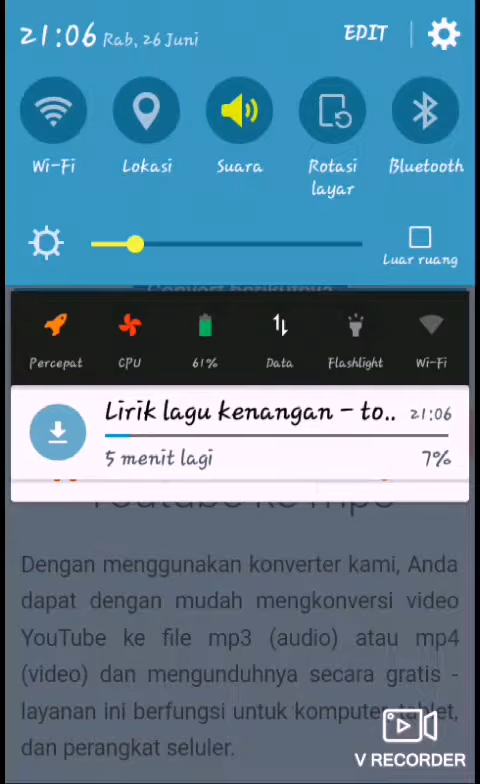 21:06 Rab, 26 Juni EDIT
Wi-Fi Lokasi Suara Rotasi layar Bluetooth
Luar ruang
Convert berikutnya
Percepat CPU 61% Data Flashlight Wi-Fi
Lirik lagu kenangan – to.. 21:06
5 menit lagi 7%
Youtube ke mp3
Dengan menggunakan konverter kami, Anda
dapat dengan mudah mengkonversi video
YouTube ke file mp3 (audio) atau mp4
(video) dan mengunduhnya secara gratis -
layanan ini berfungsi untuk komputer, tablet,
dan perangkat seluler.
V RECORDER